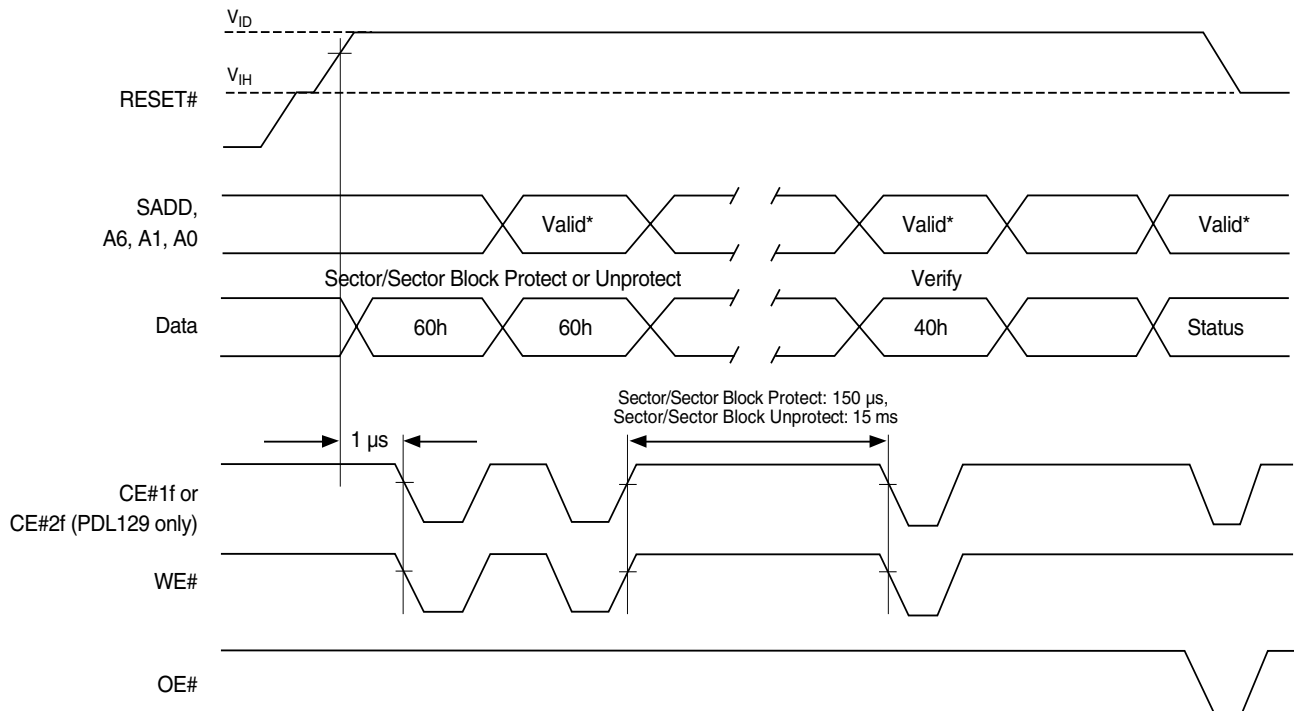 VID
VIH
RESET#
SADD,
A6, A1, A0
Valid*
Valid*
Valid*
Sector/Sector Block Protect or Unprotect
Verify
Data
60h
60h
40h
Status
Sector/Sector Block Protect: 150 µs,
Sector/Sector Block Unprotect: 15 ms
1 µs
CE#1f or
CE#2f (PDL129 only)
WE#
OE#